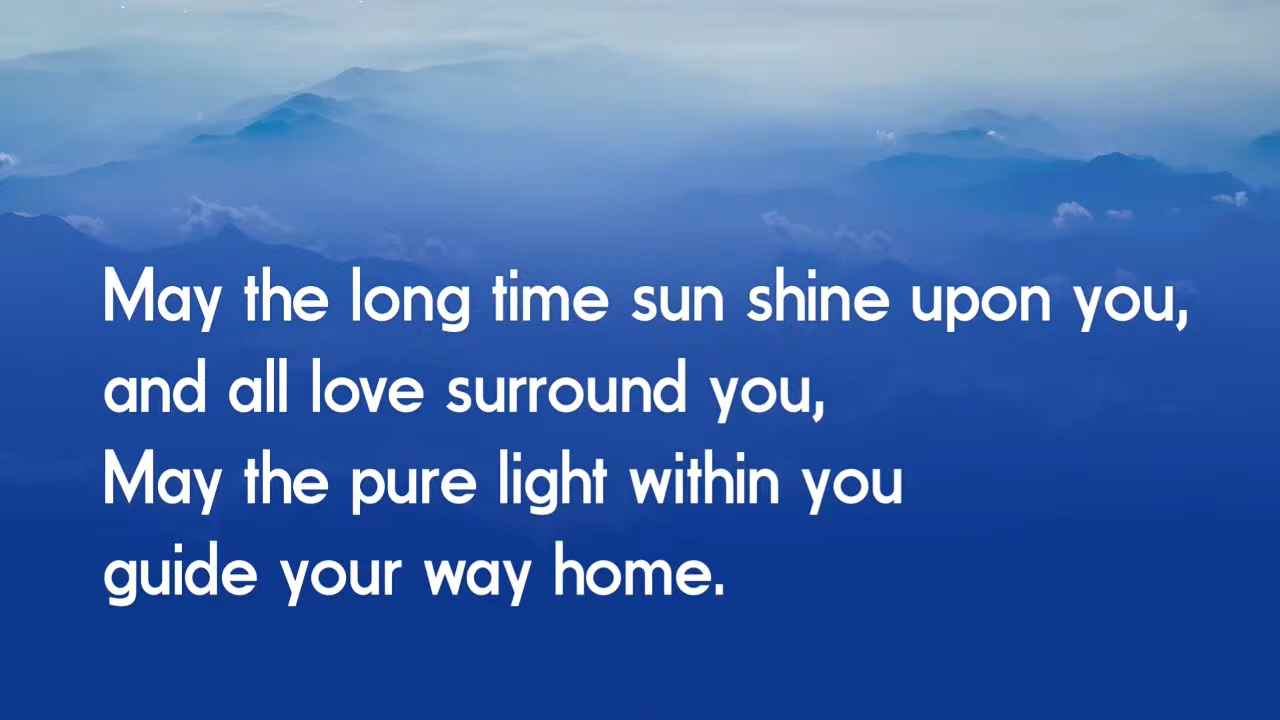 May the long time sun shine upon you,
and all love surround you,
May the pure light within you
guide your way home.